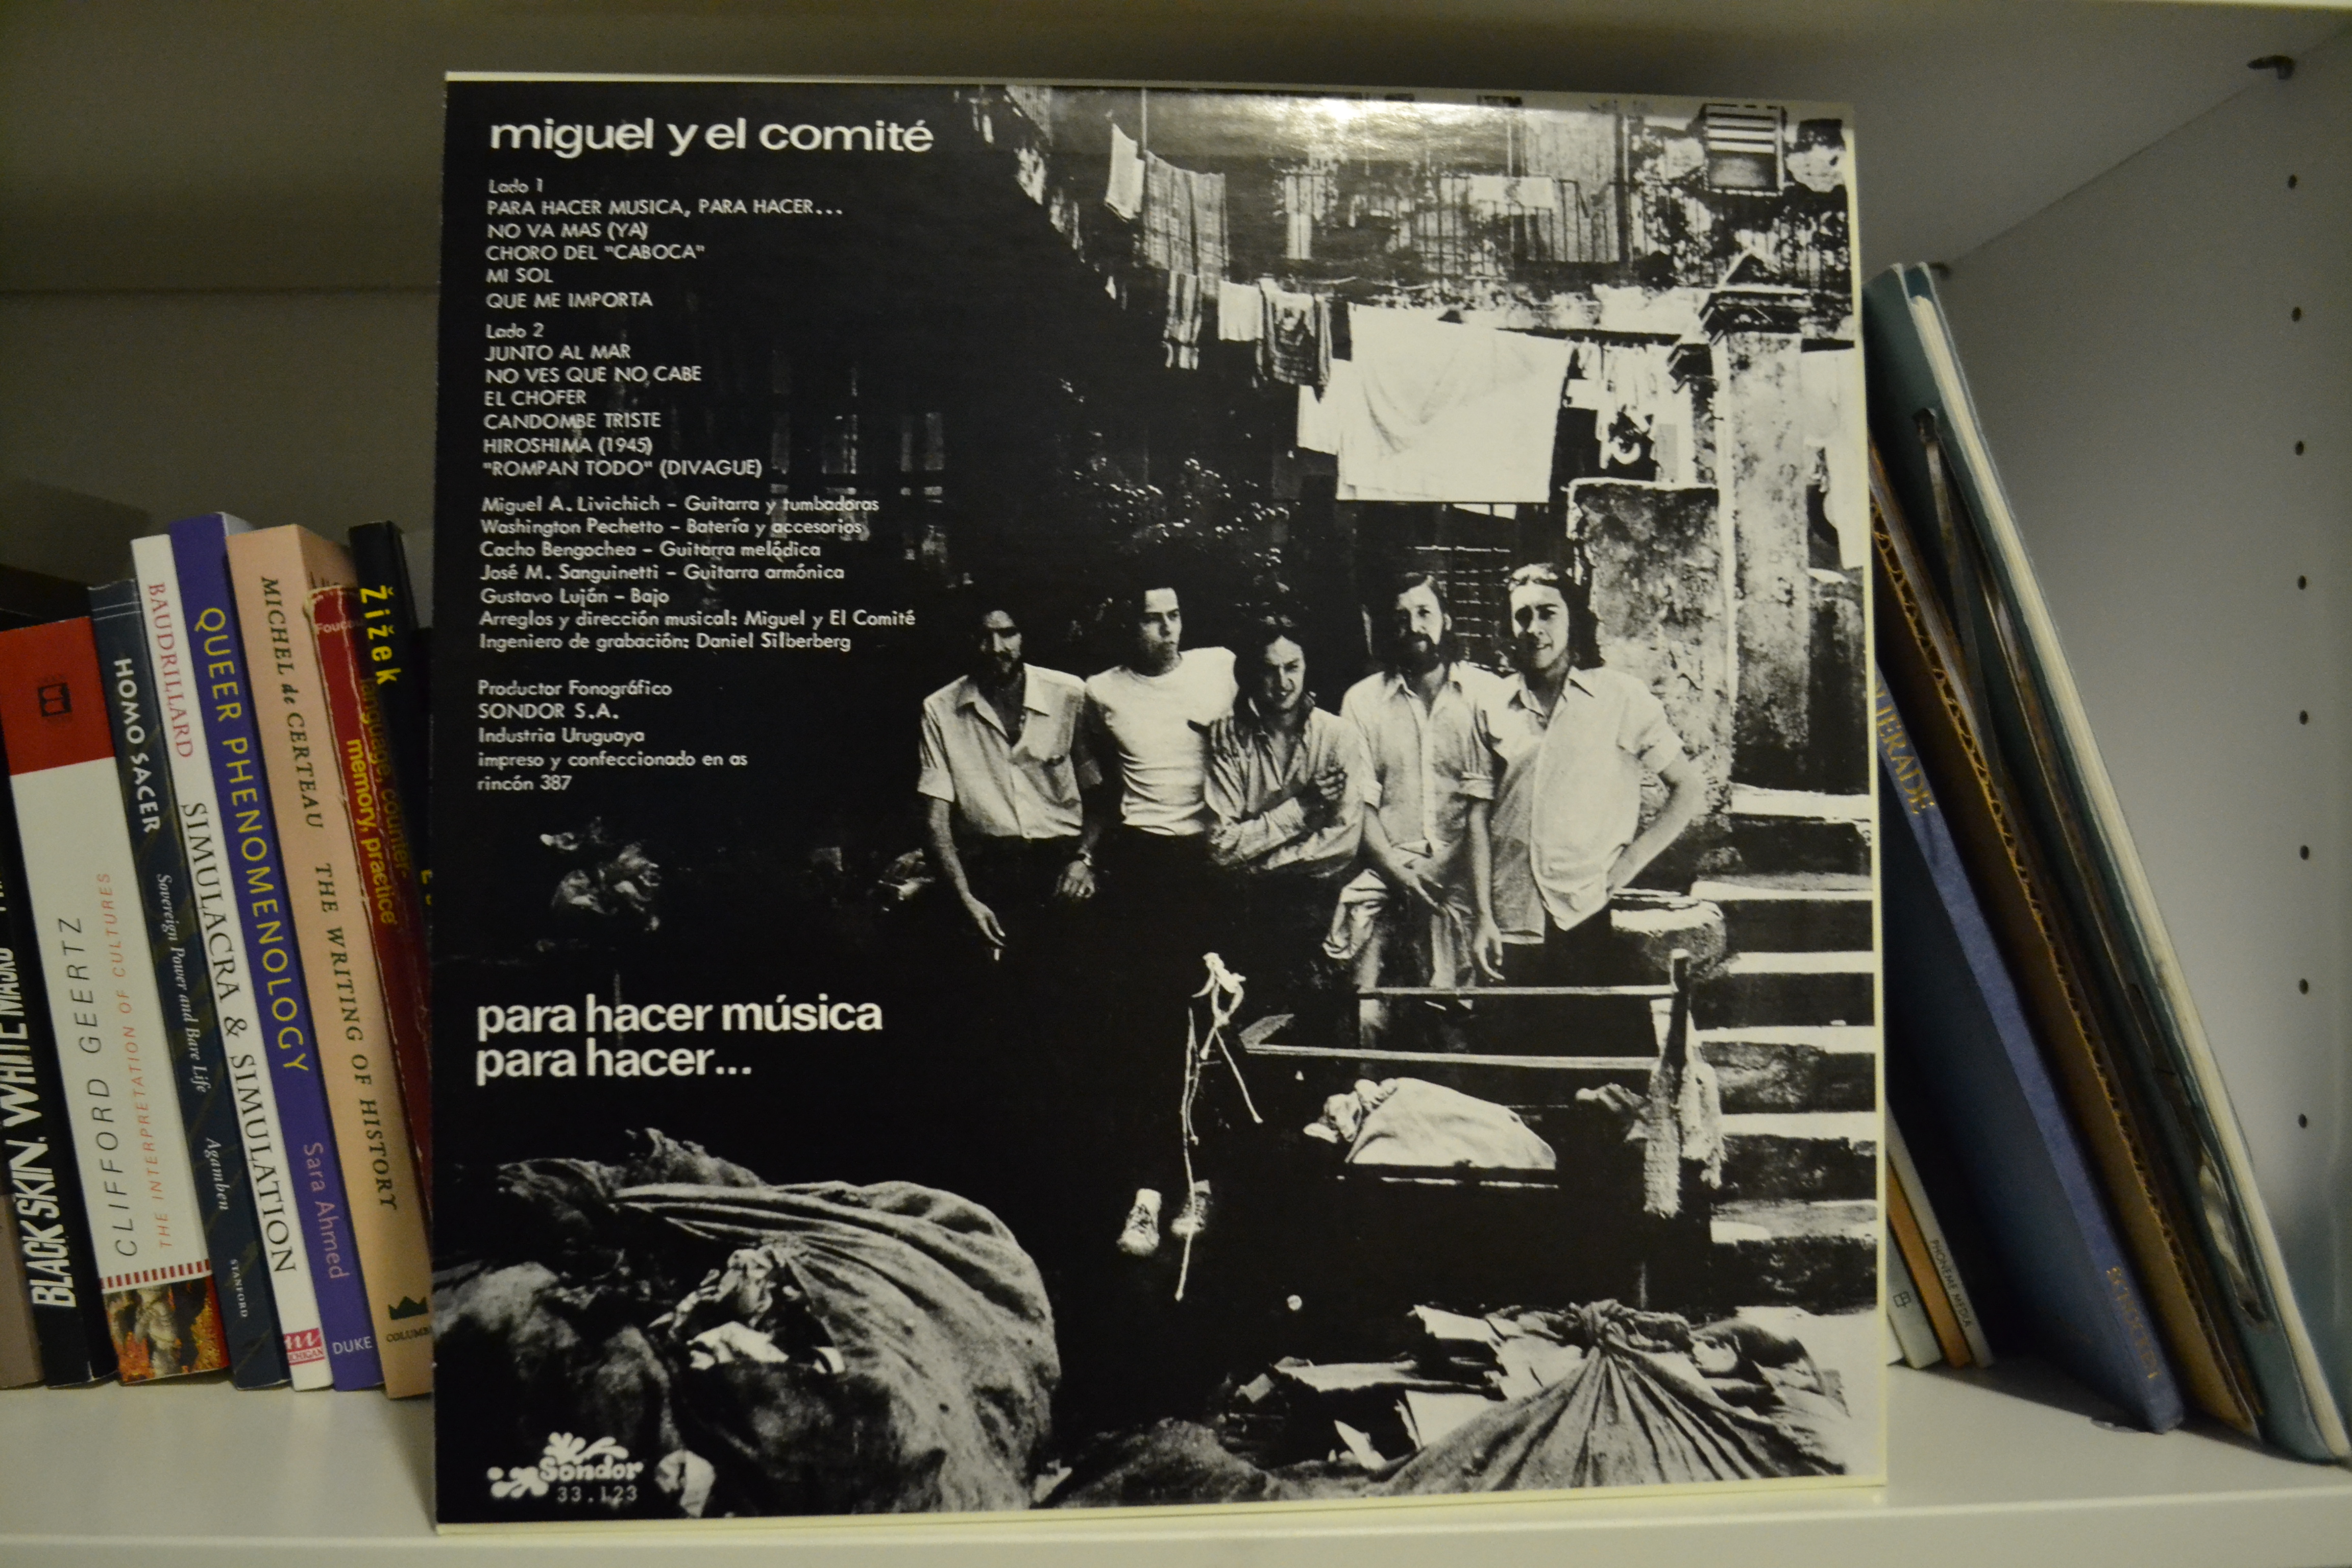 miguel y el comité
Lado 1
PARA HACER MUSICA, PARA HACER...
NO VA MAS (YA)
CHORO DEL "CABOCA"
MI SOL
QUE ME IMPORTA
Lado 2
JUNTO AL MAR
NO VES QUE NO CABE
EL CHOFER
CANDOMBE TRISTE
HIROSHIMA (1945)
"ROMPAN TODO" (DIVAGUE)
Miguel A. Livichich - Guitarra y tumbadoras
Washington Pechetto - Batería y accesorios
Cacho Bengochea - Guitarra melódica
José M. Sanguinetti - Guitarra armónica
Gustavo Luján - Bajo
Arreglos y dirección musical: Miguel y El Comité
Ingeniero de grabación: Daniel Silberberg
Productor Fonográfico
SONDOR S.A.
Industria Uruguaya
impreso y confeccionado en as
rincón 387
para hacer música
para hacer...
Sondor
33.123
BLACK SKIN, WHITE
CLIFFORD GEERTZ
THE INTERPRETATION OF CULTURES
HOMO SACER
Sovereign Power and Bare Life
Agamben
STANFORD
BAUDRILLARD
SIMULACRA & SIMULATION
QUEER PHENOMENOLOGY
Sara Ahmed
DUKE
MICHEL de CERTEAU
THE WRITING OF HISTORY
language, counter-
memory, practice
Žižek
PHONEME MEDIA